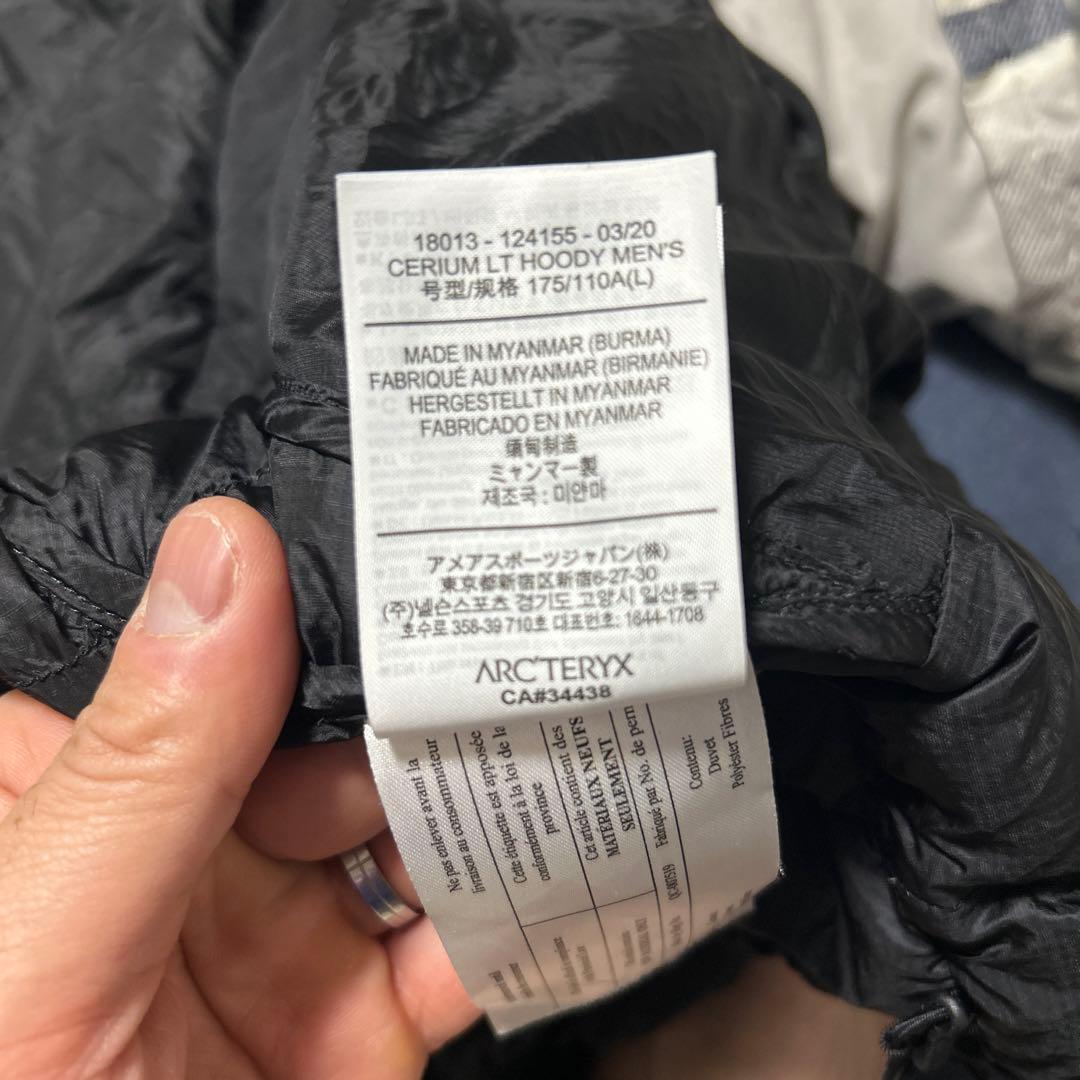 18013 - 124155 - 03/20
CERIUM LT HOODY MEN'S
号型/规格 175/110A(L)
MADE IN MYANMAR (BURMA)
FABRIQUÉ AU MYANMAR (BIRMANIE)
HERGESTELLT IN MYANMAR
FABRICADO EN MYANMAR
缅甸制造
ミャンマー製
제조국 : 미얀마
アメアスポーツジャパン(株)
東京都新宿区新宿6-27-30
(주)넬슨스포츠 경기도 고양시 일산동구
호수로 358-39 710호 대표번호: 1644-1708
ARC'TERYX
CA#34438
Ne pas enlever avant la
livraison au consommateur
Cette étiquette est apposée
conformément à la loi de la
province
Cet article contient des
MATÉRIAUX NEUFS
SEULEMENT
Fabriqué par No. de perm
Contenu:
Duvet
Polyèster Fibres